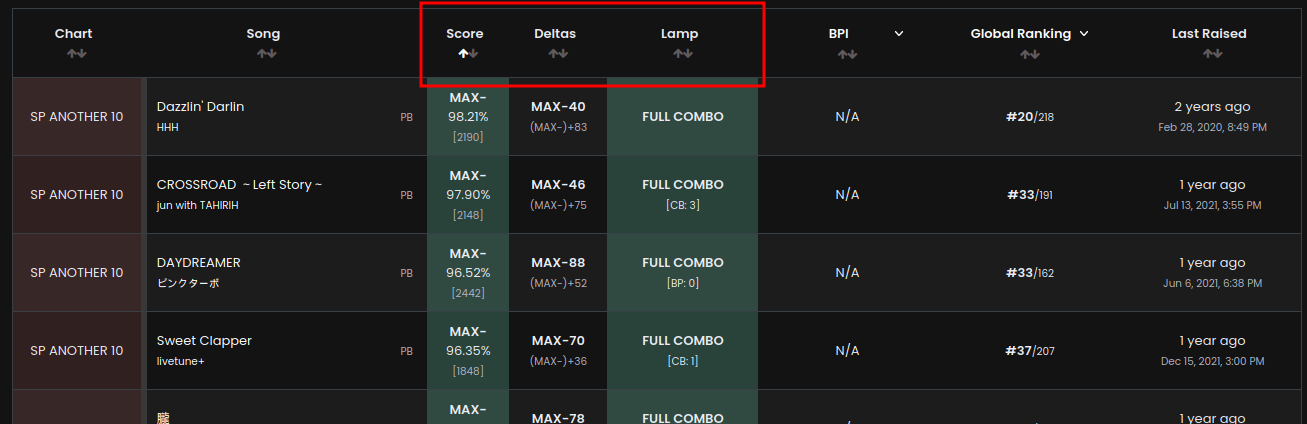 Chart Song Score Deltas Lamp BPI Global Ranking Last Raised
SP ANOTHER 10
Dazzlin' Darlin
HHH
PB
MAX-
98.21%
[2190]
MAX-40
(MAX-)+83
FULL COMBO
N/A
#20/218
2 years ago
Feb 28, 2020, 8:49 PM
SP ANOTHER 10
CROSSROAD ~Left Story~
jun with TAHIRIH
PB
MAX-
97.90%
[2148]
MAX-46
(MAX-)+75
FULL COMBO
[CB: 3]
N/A
#33/191
1 year ago
Jul 13, 2021, 3:55 PM
SP ANOTHER 10
DAYDREAMER
ピンクターボ
PB
MAX-
96.52%
[2442]
MAX-88
(MAX-)+52
FULL COMBO
[BP: 0]
N/A
#33/162
1 year ago
Jun 6, 2021, 6:38 PM
SP ANOTHER 10
Sweet Clapper
livetune+
PB
MAX-
96.35%
[1848]
MAX-70
(MAX-)+36
FULL COMBO
[CB: 1]
N/A
#37/207
1 year ago
Dec 15, 2021, 3:00 PM
朧
MAX-
MAX-78
FULL COMBO
1 year ago